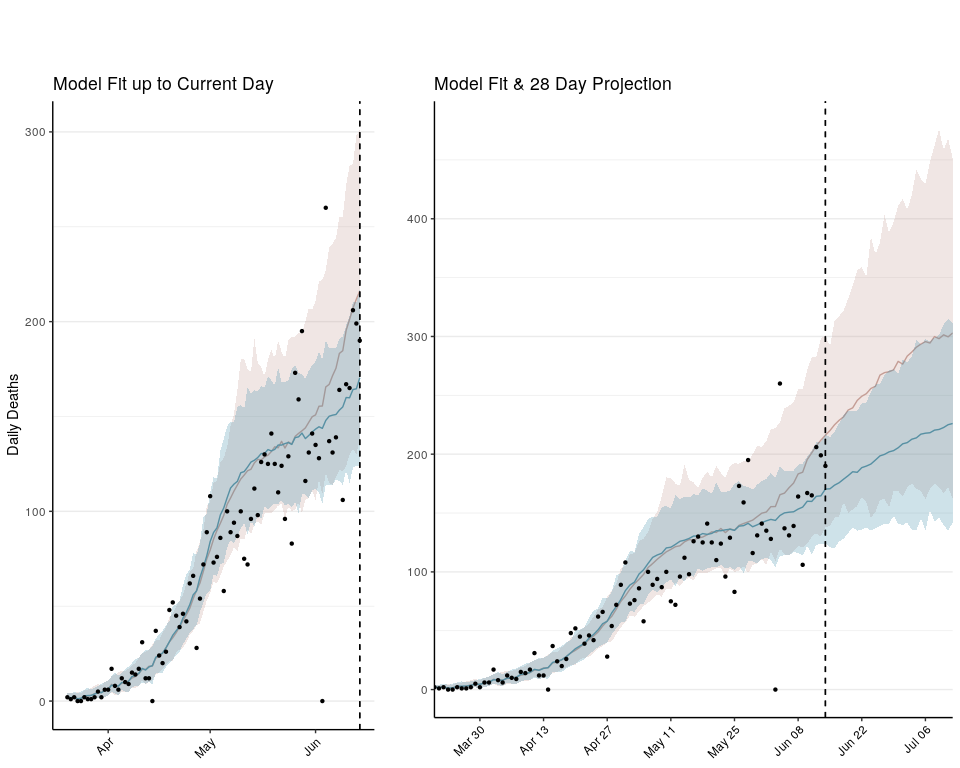 Model Fit up to Current Day
Daily Deaths
300
200
100
0
Apr
May
Jun
Model Fit & 28 Day Projection
400
300
200
100
0
Mar 30
Apr 13
Apr 27
May 11
May 25
Jun 08
Jun 22
Jul 06